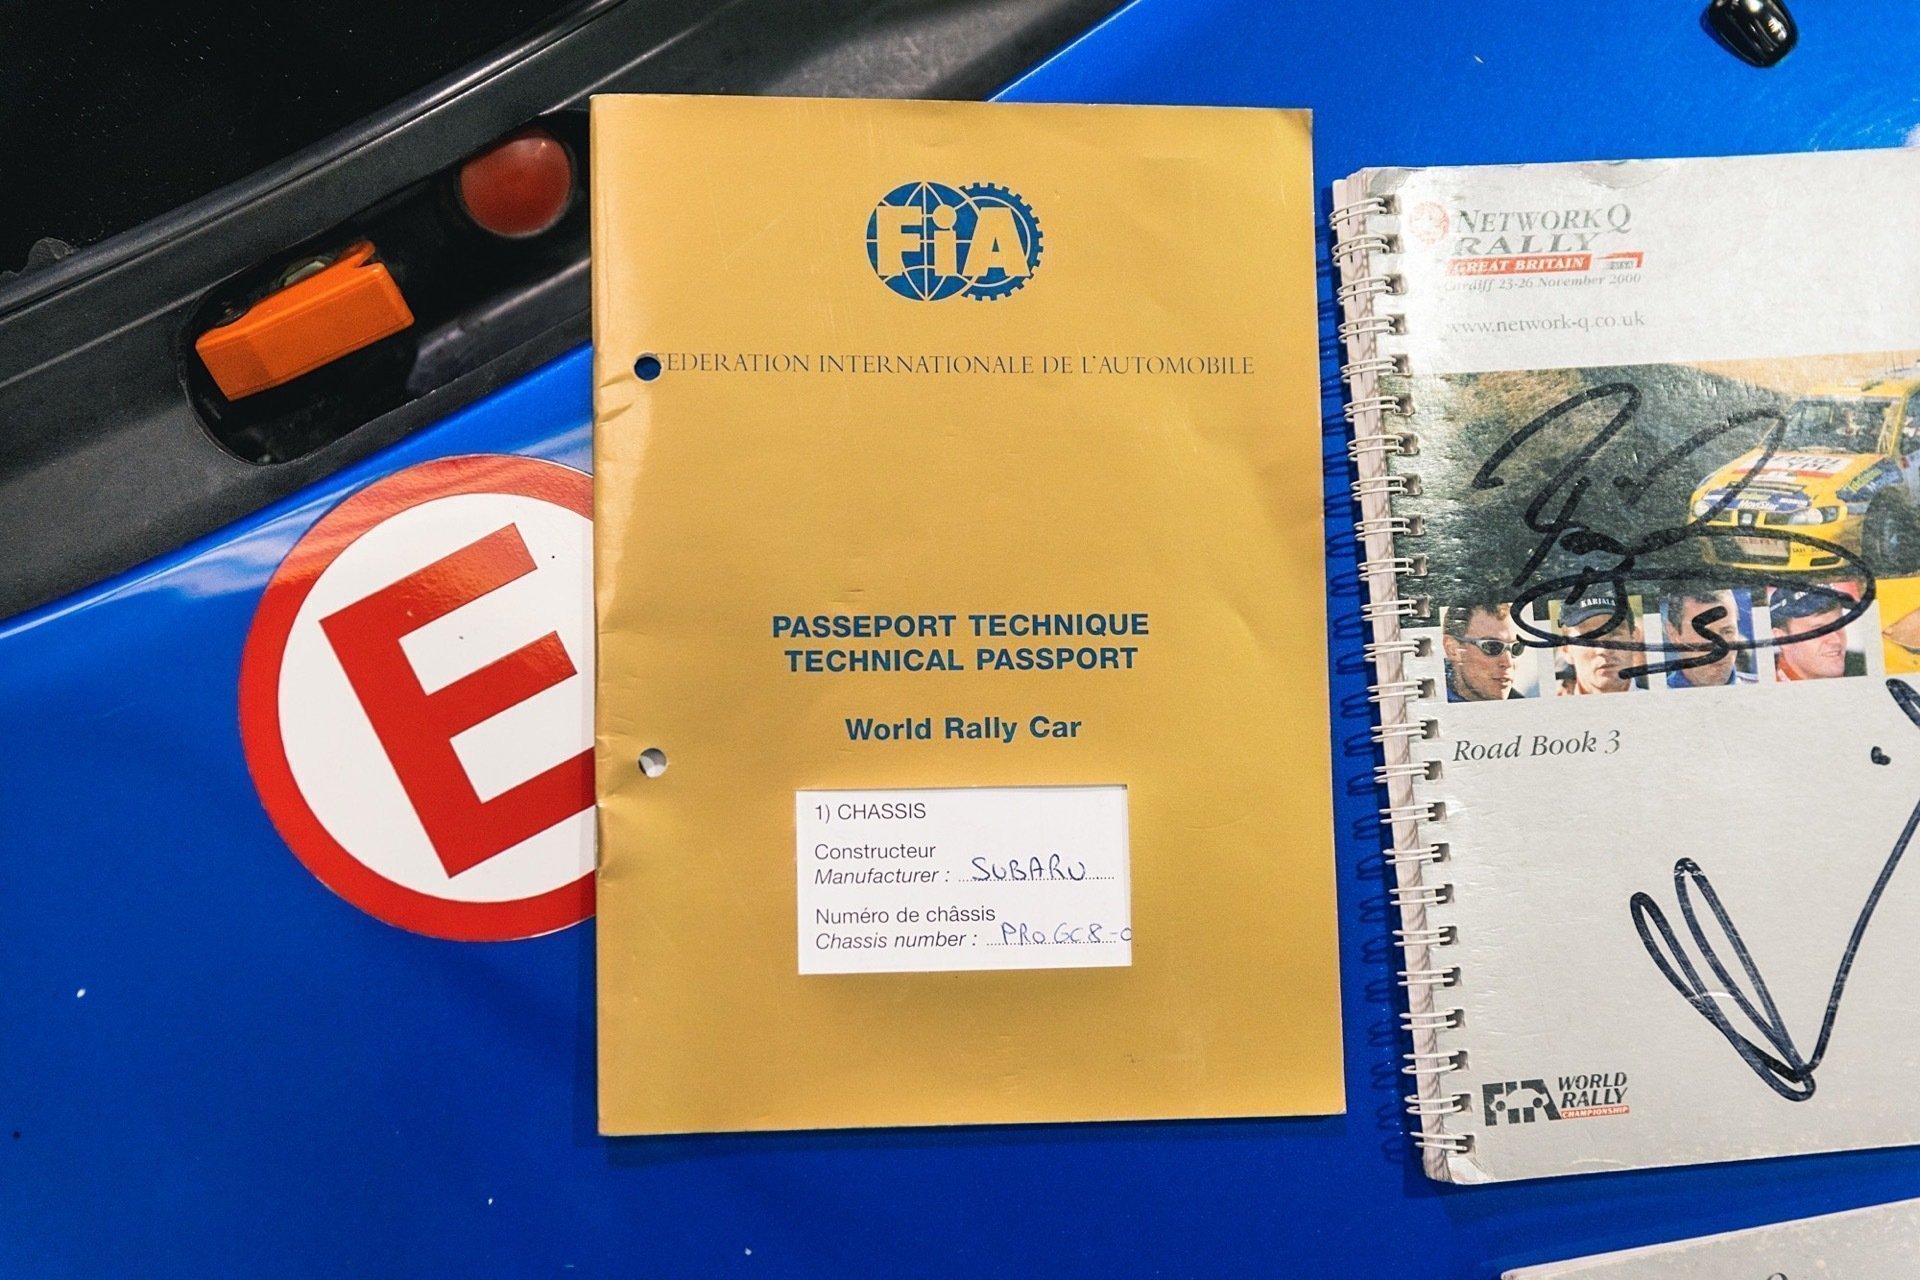 E
FiA
FEDERATION INTERNATIONALE DE L'AUTOMOBILE
PASSEPORT TECHNIQUE
TECHNICAL PASSPORT
World Rally Car
1) CHASSIS
Constructeur
Manufacturer : SUBARU
Numéro de châssis
Chassis number : PRO GC8-0
NETWORK Q
RALLY
GREAT BRITAIN
Cardiff 23-26 November 2000
www.network-q.co.uk
KARJALA
Road Book 3
FIA WORLD
RALLY
CHAMPIONSHIP